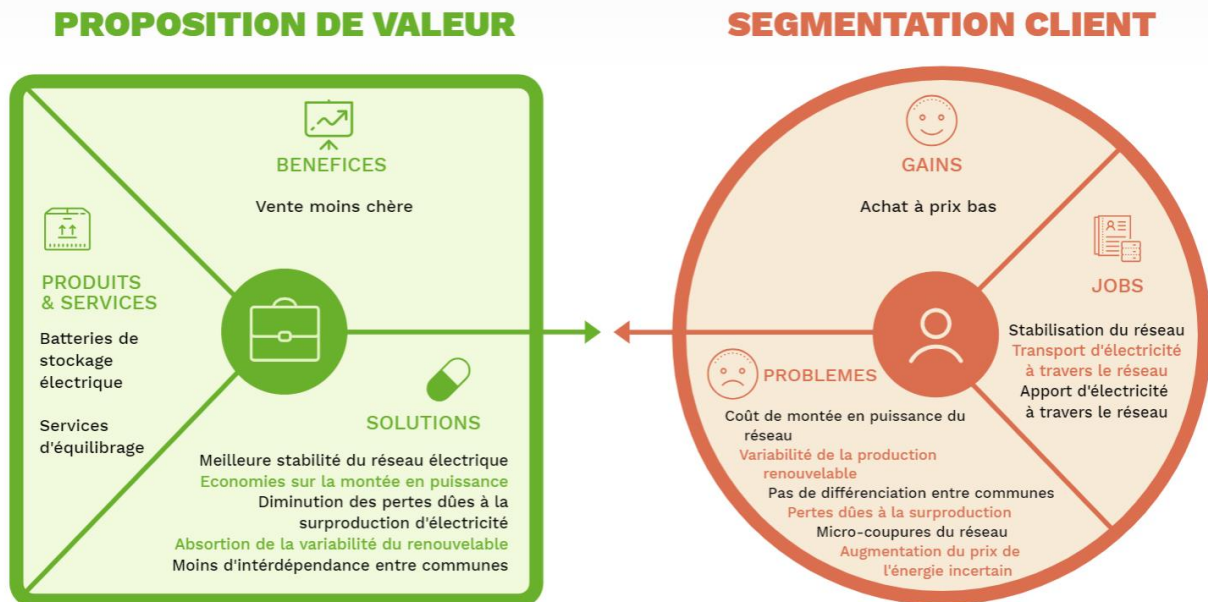 PROPOSITION DE VALEUR
BENEFICES
Vente moins chère
PRODUITS
& SERVICES
Batteries de
stockage
électrique
Services
d'équilibrage
SOLUTIONS
Meilleure stabilité du réseau électrique
Economies sur la montée en puissance
Diminution des pertes dûes à la
surproduction d'électricité
Absortion de la variabilité du renouvelable
Moins d'intérdépendance entre communes
SEGMENTATION CLIENT
GAINS
Achat à prix bas
JOBS
Stabilisation du réseau
Transport d'électricité
à travers le réseau
Apport d'électricité
à travers le réseau
PROBLEMES
Coût de montée en puissance du
réseau
Variabilité de la production
renouvelable
Pas de différenciation entre communes
Pertes dûes à la surproduction
Micro-coupures du réseau
Augmentation du prix de
l'énergie incertain